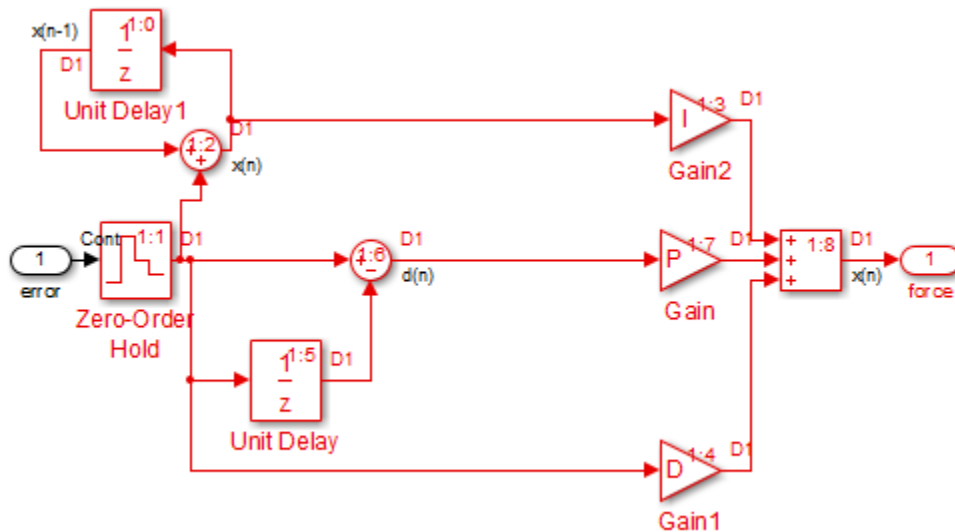 x(n-1)
D1
1
z
1:0
Unit Delay1
1:2
+
+
D1
x(n)
I
1:3
D1
Gain2
1
error
Cont
1:1
D1
Zero-Order
Hold
1:6
−
D1
d(n)
P
1:7
D1
Gain
+
+
+
1:8
D1
x(n)
1
force
1
z
1:5
D1
Unit Delay
D
1:4
D1
Gain1